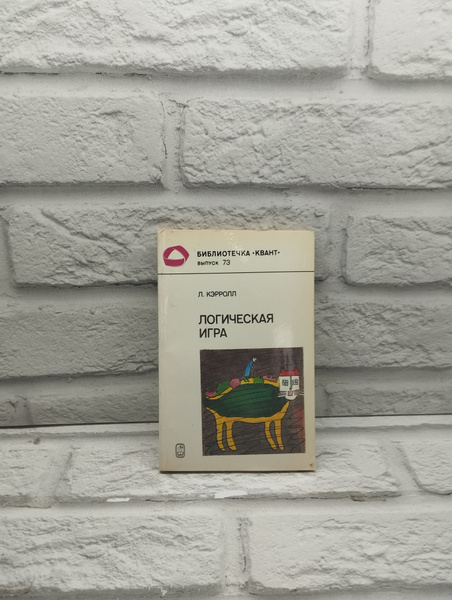 БИБЛИОТЕЧКА •КВАНТ•
ВЫПУСК 73
Л. КЭРРОЛЛ
ЛОГИЧЕСКАЯ
ИГРА